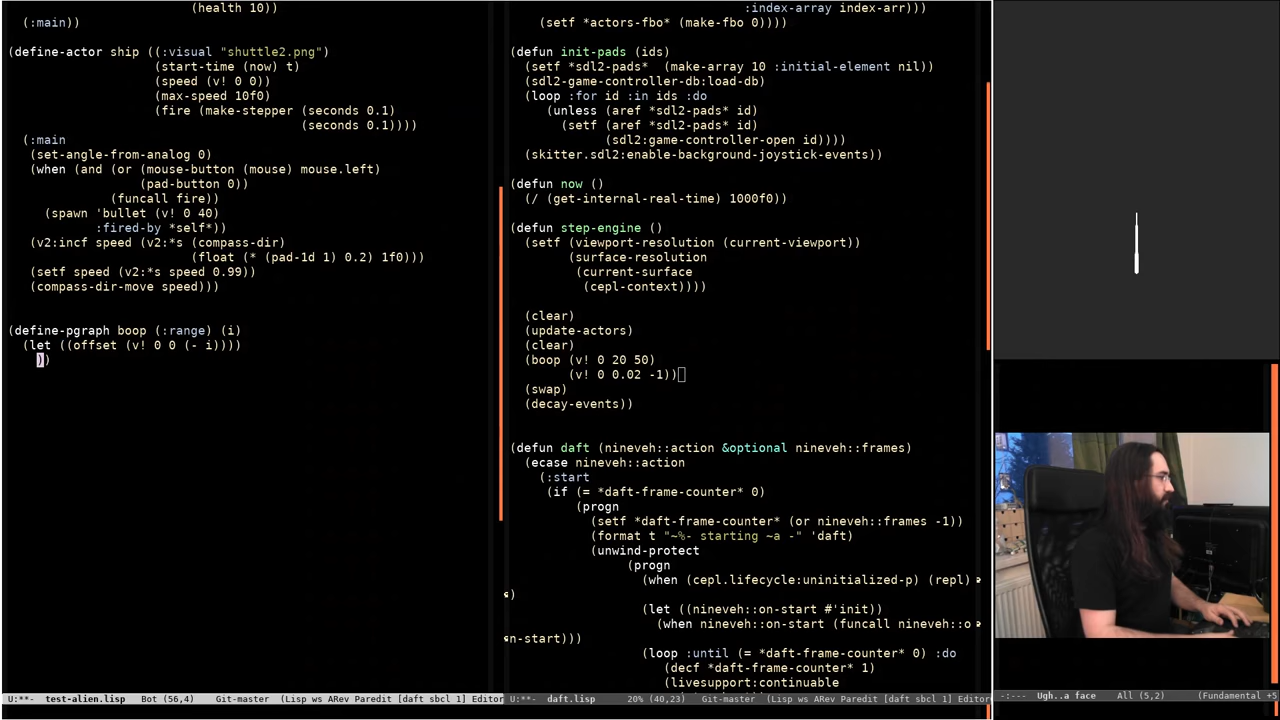 (health 10))
(:main))
(define-actor ship ((:visual "shuttle2.png")
(start-time (now) t)
(speed (v! 0 0))
(max-speed 10f0)
(fire (make-stepper (seconds 0.1)
(seconds 0.1))))
(:main
(set-angle-from-analog 0)
(when (and (or (mouse-button (mouse) mouse.left)
(pad-button 0))
(funcall fire))
(spawn 'bullet (v! 0 40)
:fired-by *self*))
(v2:incf speed (v2:*s (compass-dir)
(float (* (pad-1d 1) 0.2) 1f0)))
(setf speed (v2:*s speed 0.99))
(compass-dir-move speed)))
(define-pgraph boop (:range) (i)
(let ((offset (v! 0 0 (- i))))
))
U:**-  test-alien.lisp   Bot (56,4)   Git-master   (Lisp ws ARev Paredit [daft sbcl 1] Editor
:index-array index-arr)))
(setf *actors-fbo* (make-fbo 0))))
(defun init-pads (ids)
(setf *sdl2-pads*  (make-array 10 :initial-element nil))
(sdl2-game-controller-db:load-db)
(loop :for id :in ids :do
(unless (aref *sdl2-pads* id)
(setf (aref *sdl2-pads* id)
(sdl2:game-controller-open id))))
(skitter.sdl2:enable-background-joystick-events))
(defun now ()
(/ (get-internal-real-time) 1000f0))
(defun step-engine ()
(setf (viewport-resolution (current-viewport))
(surface-resolution
(current-surface
(cepl-context))))
(clear)
(update-actors)
(clear)
(boop (v! 0 20 50)
(v! 0 0.02 -1))
(swap)
(decay-events))
(defun daft (nineveh::action &optional nineveh::frames)
(ecase nineveh::action
(:start
(if (= *daft-frame-counter* 0)
(progn
(setf *daft-frame-counter* (or nineveh::frames -1))
(format t "~%- starting ~a -" 'daft)
(unwind-protect
(progn
(when (cepl.lifecycle:uninitialized-p) (repl)
)
(let ((nineveh::on-start #'init))
(when nineveh::on-start (funcall nineveh::o
n-start)))
(loop :until (= *daft-frame-counter* 0) :do
(decf *daft-frame-counter* 1)
(livesupport:continuable
U:**-  daft.lisp   20% (40,23)   Git-master   (Lisp ws ARev Paredit [daft sbcl 1] Editor
-:---  Ugh..a face   All (5,2)   (Fundamental +5